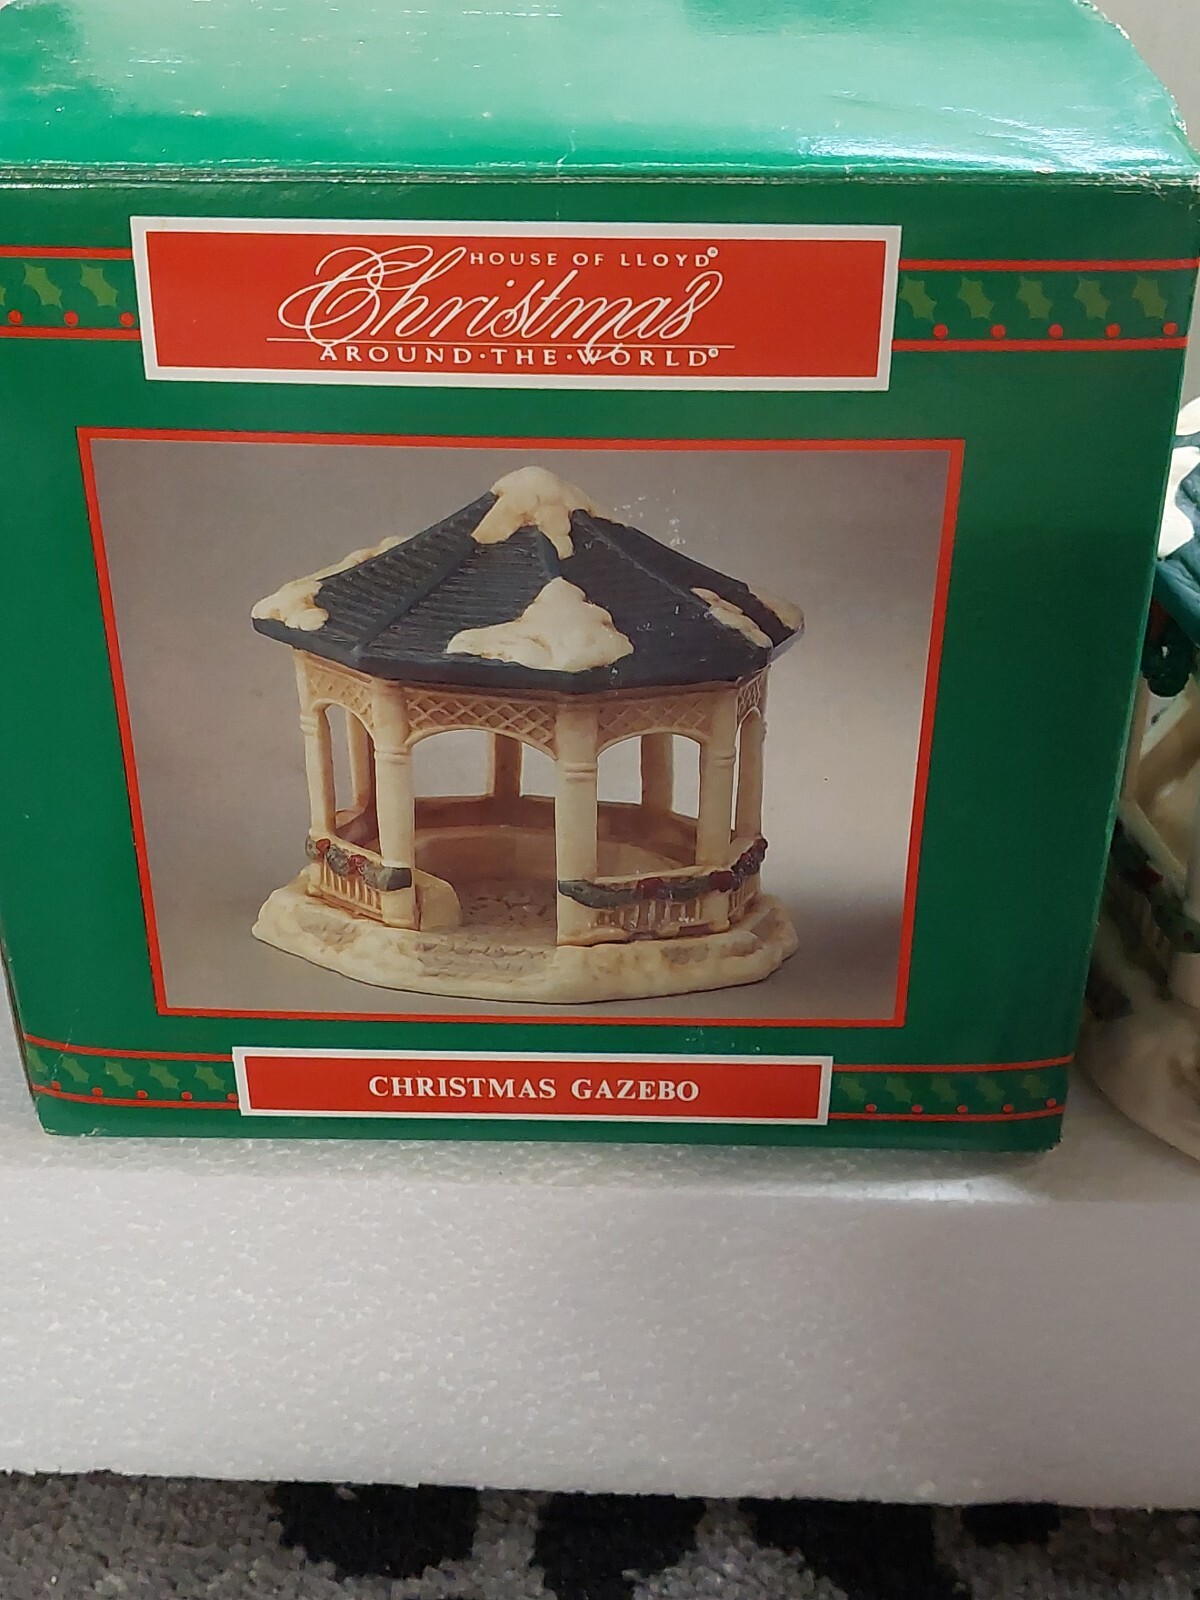 HOUSE OF LLOYD®
Christmas
AROUND·THE·WORLD®
CHRISTMAS GAZEBO